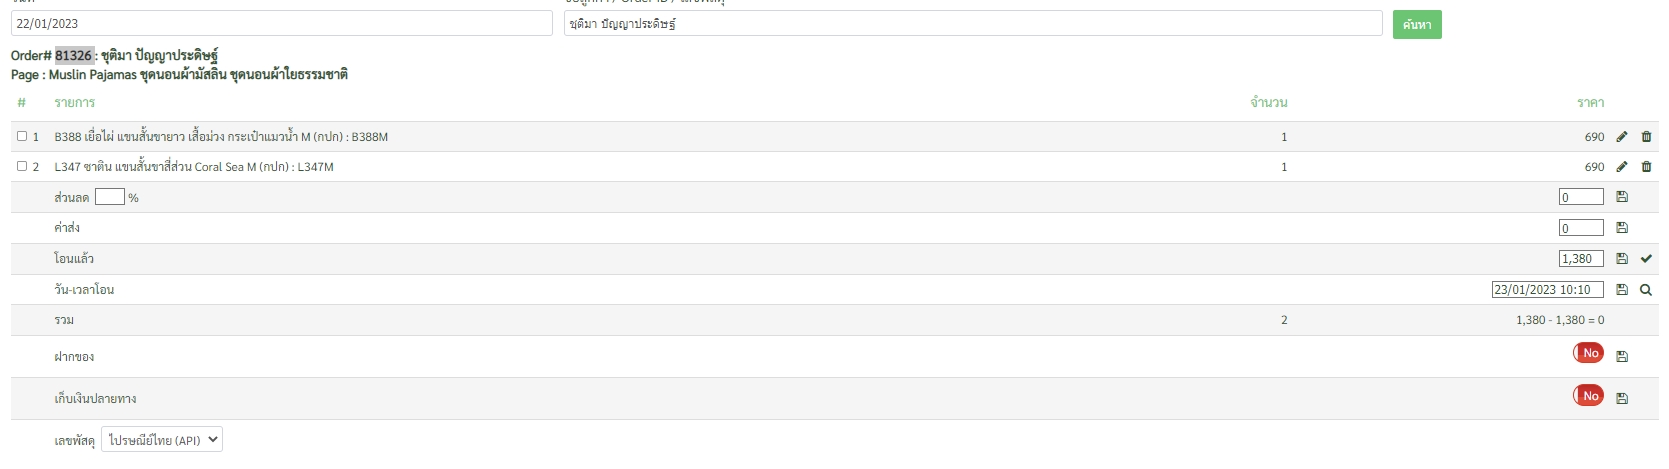 22/01/2023 ชุติมา ปัญญาประดิษฐ์ ค้นหา
Order# 81326 : ชุติมา ปัญญาประดิษฐ์
Page : Muslin Pajamas ชุดนอนผ้ามัสลิน ชุดนอนผ้าใยธรรมชาติ
# รายการ จำนวน ราคา
1 B388 เยื่อไผ่ แขนสั้นขายาว เสื้อม่วง กระเป๋าแมวน้ำ M (กปก) : B388M 1 690
2 L347 ซาติน แขนสั้นขาสี่ส่วน Coral Sea M (กปก) : L347M 1 690
ส่วนลด % 0
ค่าส่ง 0
โอนแล้ว 1,380
วัน-เวลาโอน 23/01/2023 10:10
รวม 2 1,380 - 1,380 = 0
ฝากของ No
เก็บเงินปลายทาง No
เลขพัสดุ ไปรษณีย์ไทย (API)